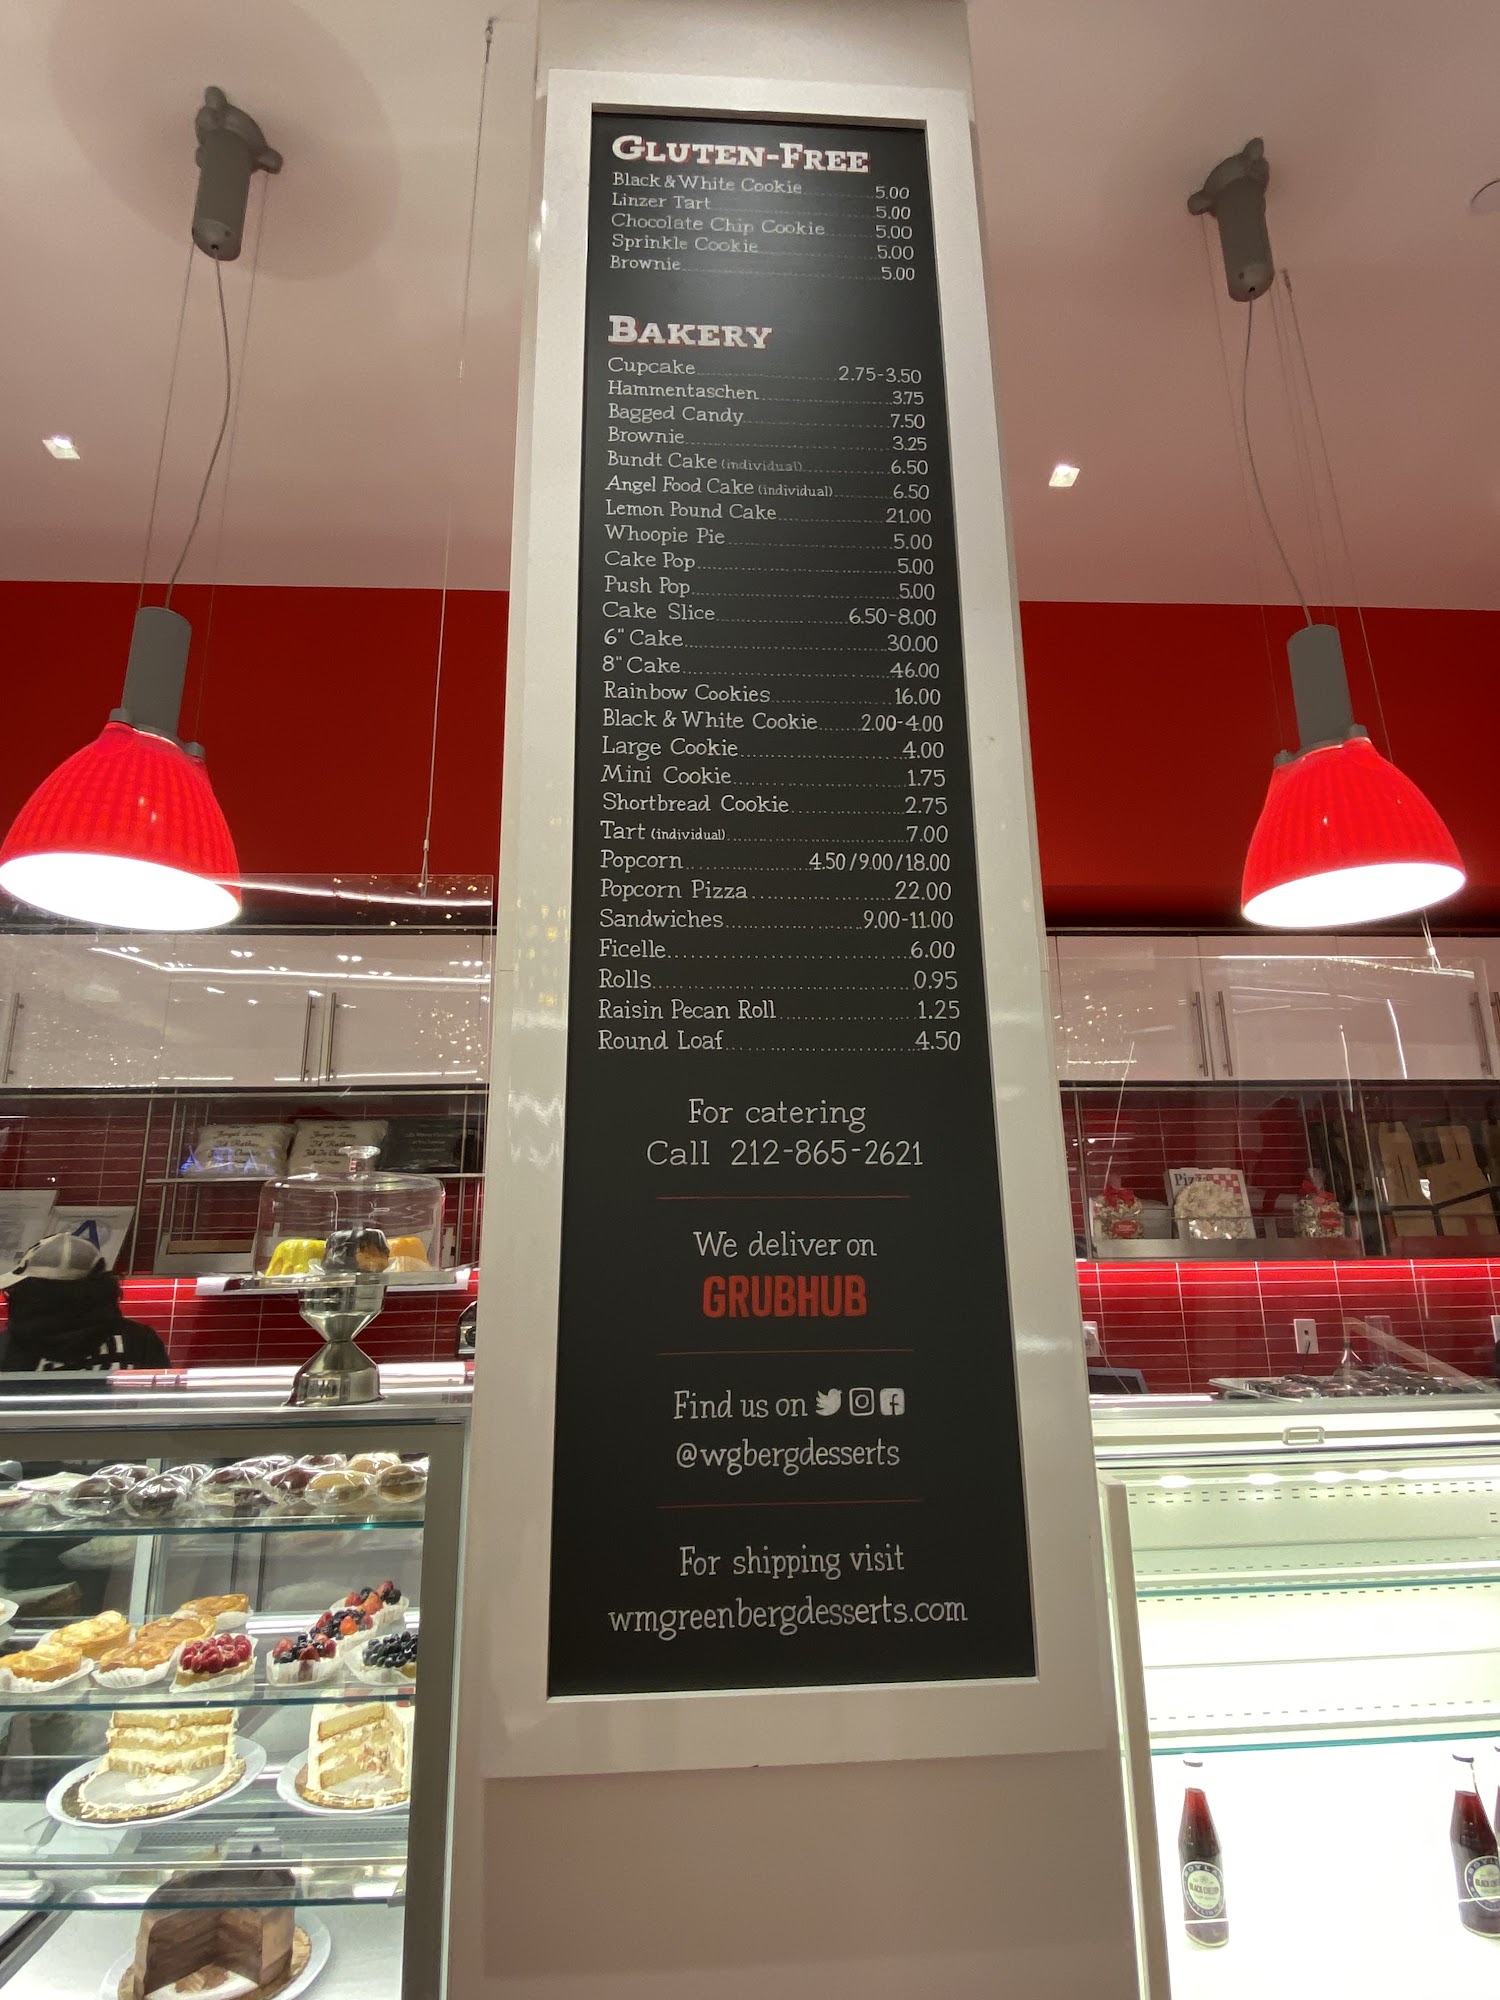 GLUTEN-FREE
Black & White Cookie 5.00
Linzer Tart 5.00
Chocolate Chip Cookie 5.00
Sprinkle Cookie 5.00
Brownie 5.00
BAKERY
Cupcake 2.75-3.50
Hammentaschen 3.75
Bagged Candy 7.50
Brownie 3.25
Bundt Cake (individual) 6.50
Angel Food Cake (individual) 6.50
Lemon Pound Cake 21.00
Whoopie Pie 5.00
Cake Pop 5.00
Push Pop 5.00
Cake Slice 6.50-8.00
6" Cake 30.00
8" Cake 46.00
Rainbow Cookies 16.00
Black & White Cookie 2.00-4.00
Large Cookie 4.00
Mini Cookie 1.75
Shortbread Cookie 2.75
Tart (individual) 7.00
Popcorn 4.50/9.00/18.00
Popcorn Pizza 22.00
Sandwiches 9.00-11.00
Ficelle 6.00
Rolls 0.95
Raisin Pecan Roll 1.25
Round Loaf 4.50
For catering
Call 212-865-2621
We deliver on
GRUBHUB
Find us on
@wgbergdesserts
For shipping visit
wmgreenbergdesserts.com
A
BLACK CHERRY